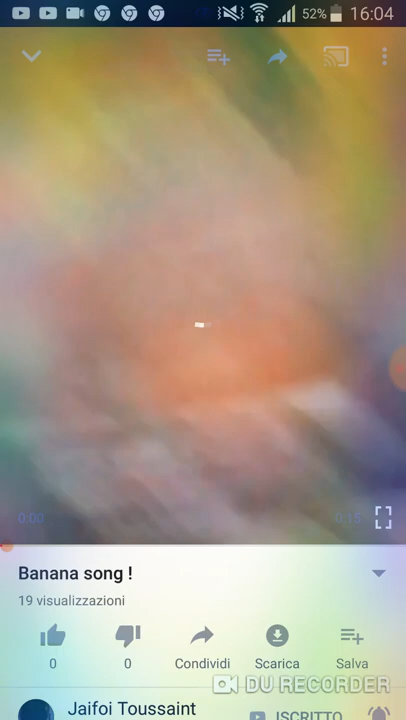 52% 16:04
0:00 0:15
Banana song !
19 visualizzazioni
0 0 Condividi Scarica Salva
DU RECORDER
Jaifoi Toussaint ISCRITTO